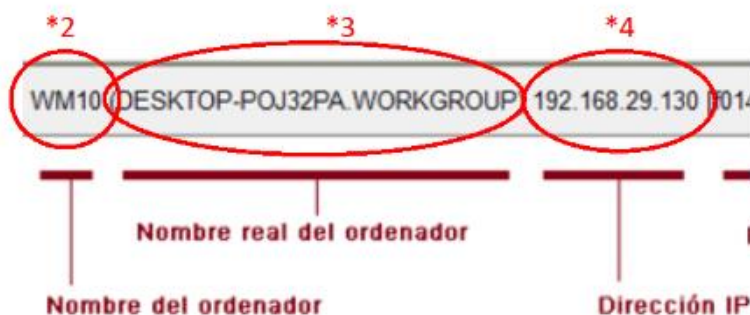 *2 *3 *4
WM10 (DESKTOP-POJ32PA.WORKGROUP) 192.168.29.130 [f014
Nombre real del ordenador
Nombre del ordenador Dirección IP